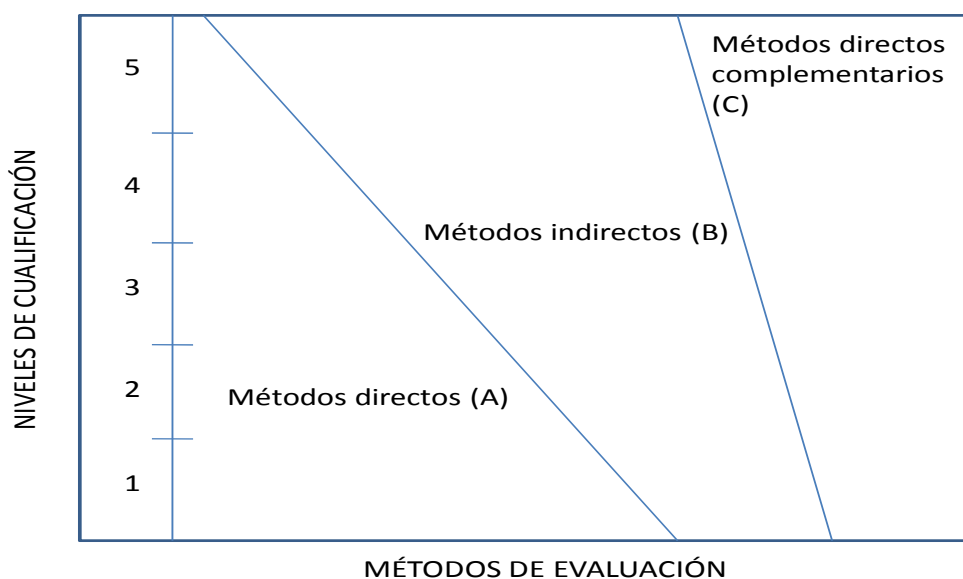 NIVELES DE CUALIFICACIÓN
5
4
3
2
1
Métodos directos (A)
Métodos indirectos (B)
Métodos directos
complementarios
(C)
MÉTODOS DE EVALUACIÓN